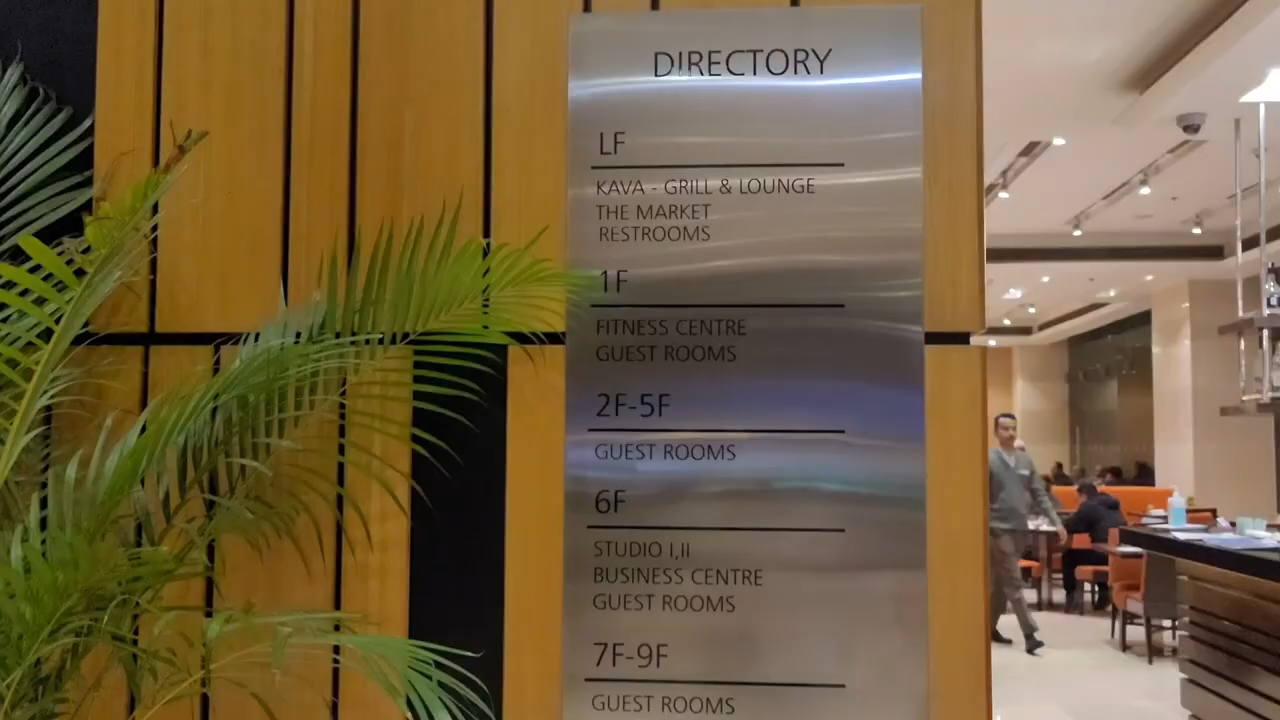 DIRECTORY
LF
KAVA - GRILL & LOUNGE
THE MARKET
RESTROOMS
1F
FITNESS CENTRE
GUEST ROOMS
2F-5F
GUEST ROOMS
6F
STUDIO I,II
BUSINESS CENTRE
GUEST ROOMS
7F-9F
GUEST ROOMS